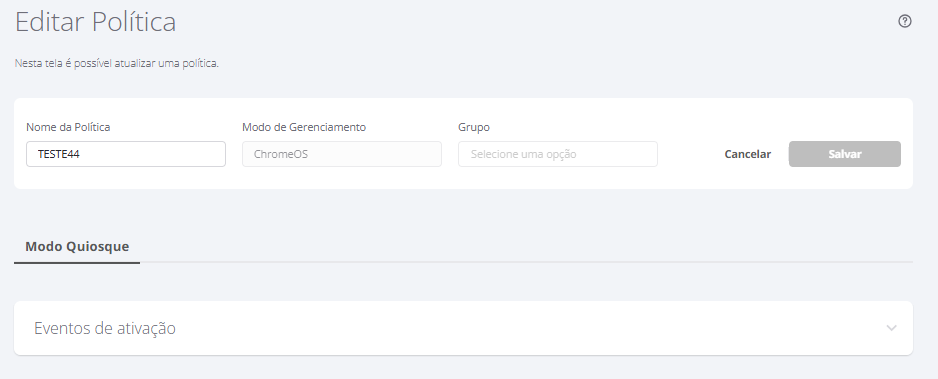 Editar Política
Nesta tela é possível atualizar uma política.
Nome da Política
Modo de Gerenciamento
Grupo
TESTE44
ChromeOS
Selecione uma opção
Cancelar
Salvar
Modo Quiosque
Eventos de ativação